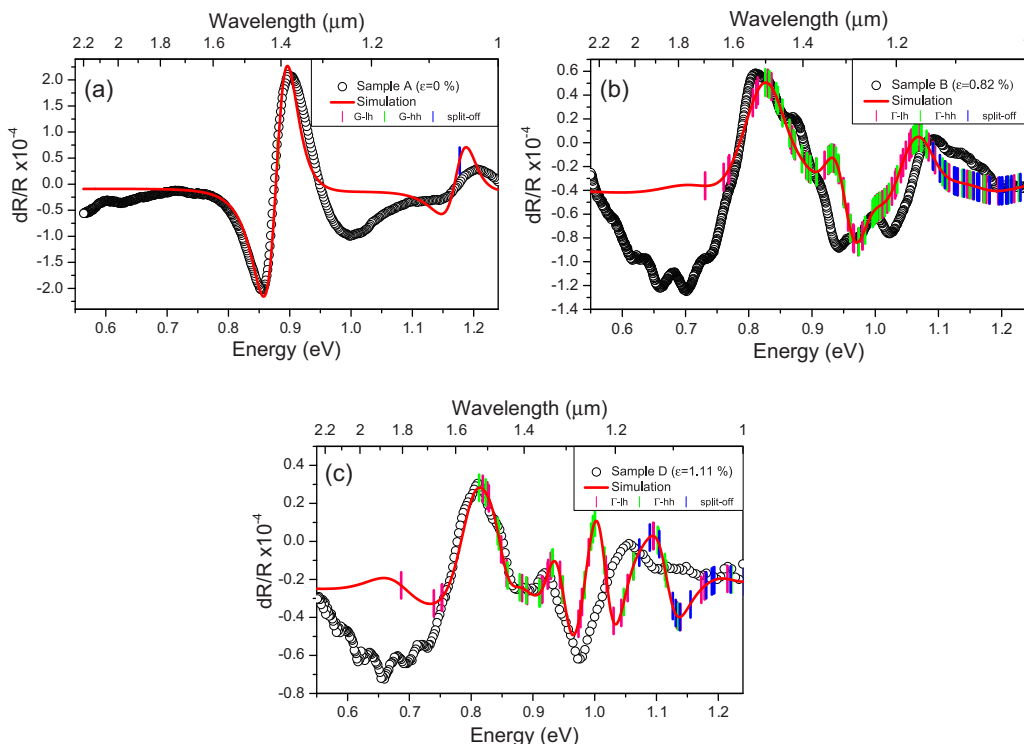 Wavelength (μm)
2.2 2 1.8 1.6 1.4 1.2 1
(a)
Sample A (ε=0 %)
Simulation
G-lh G-hh split-off
dR/R x10⁻⁴
2.0
1.5
1.0
0.5
0.0
-0.5
-1.0
-1.5
-2.0
0.6 0.7 0.8 0.9 1.0 1.1 1.2
Energy (eV)
Wavelength (μm)
2.2 2 1.8 1.6 1.4 1.2 1
(b)
Sample B (ε=0.82 %)
Simulation
Γ-lh Γ-hh split-off
dR/R x10⁻⁴
0.6
0.4
0.2
0.0
-0.2
-0.4
-0.6
-0.8
-1.0
-1.2
-1.4
0.6 0.7 0.8 0.9 1.0 1.1 1.2
Energy (eV)
Wavelength (μm)
2.2 2 1.8 1.6 1.4 1.2 1
(c)
Sample D (ε=1.11 %)
Simulation
Γ-lh Γ-hh split-off
dR/R x10⁻⁴
0.4
0.2
0.0
-0.2
-0.4
-0.6
-0.8
0.6 0.7 0.8 0.9 1.0 1.1 1.2
Energy (eV)